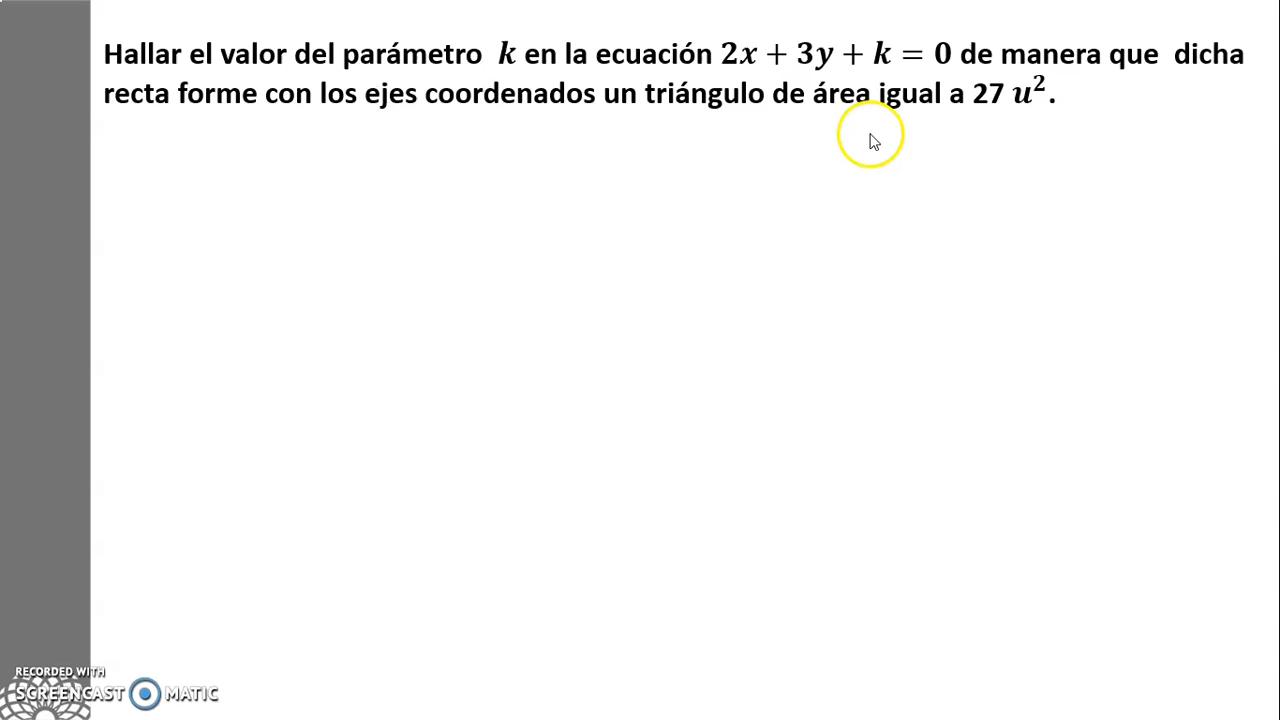 Hallar el valor del parámetro k en la ecuación 2x + 3y + k = 0 de manera que dicha
recta forme con los ejes coordenados un triángulo de área igual a 27 u².
RECORDED WITH
SCREENCAST MATIC